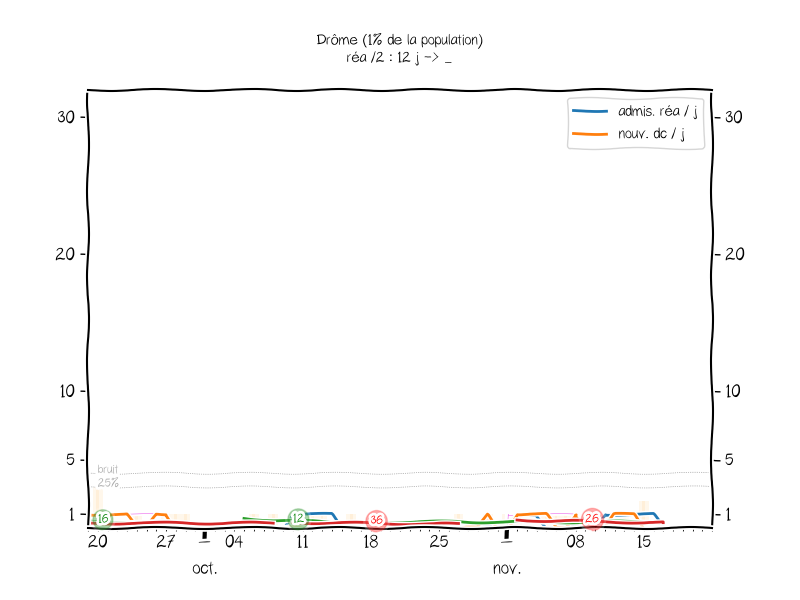 Drôme (1% de la population)
réa /2 : 12 j -> _
admis. réa / j
nouv. dc / j
30 30
20 20
10 10
5 5
bruit
25%
1 1
16 12 36 26
20 27 1 04 11 18 25 1 08 15
oct. nov.